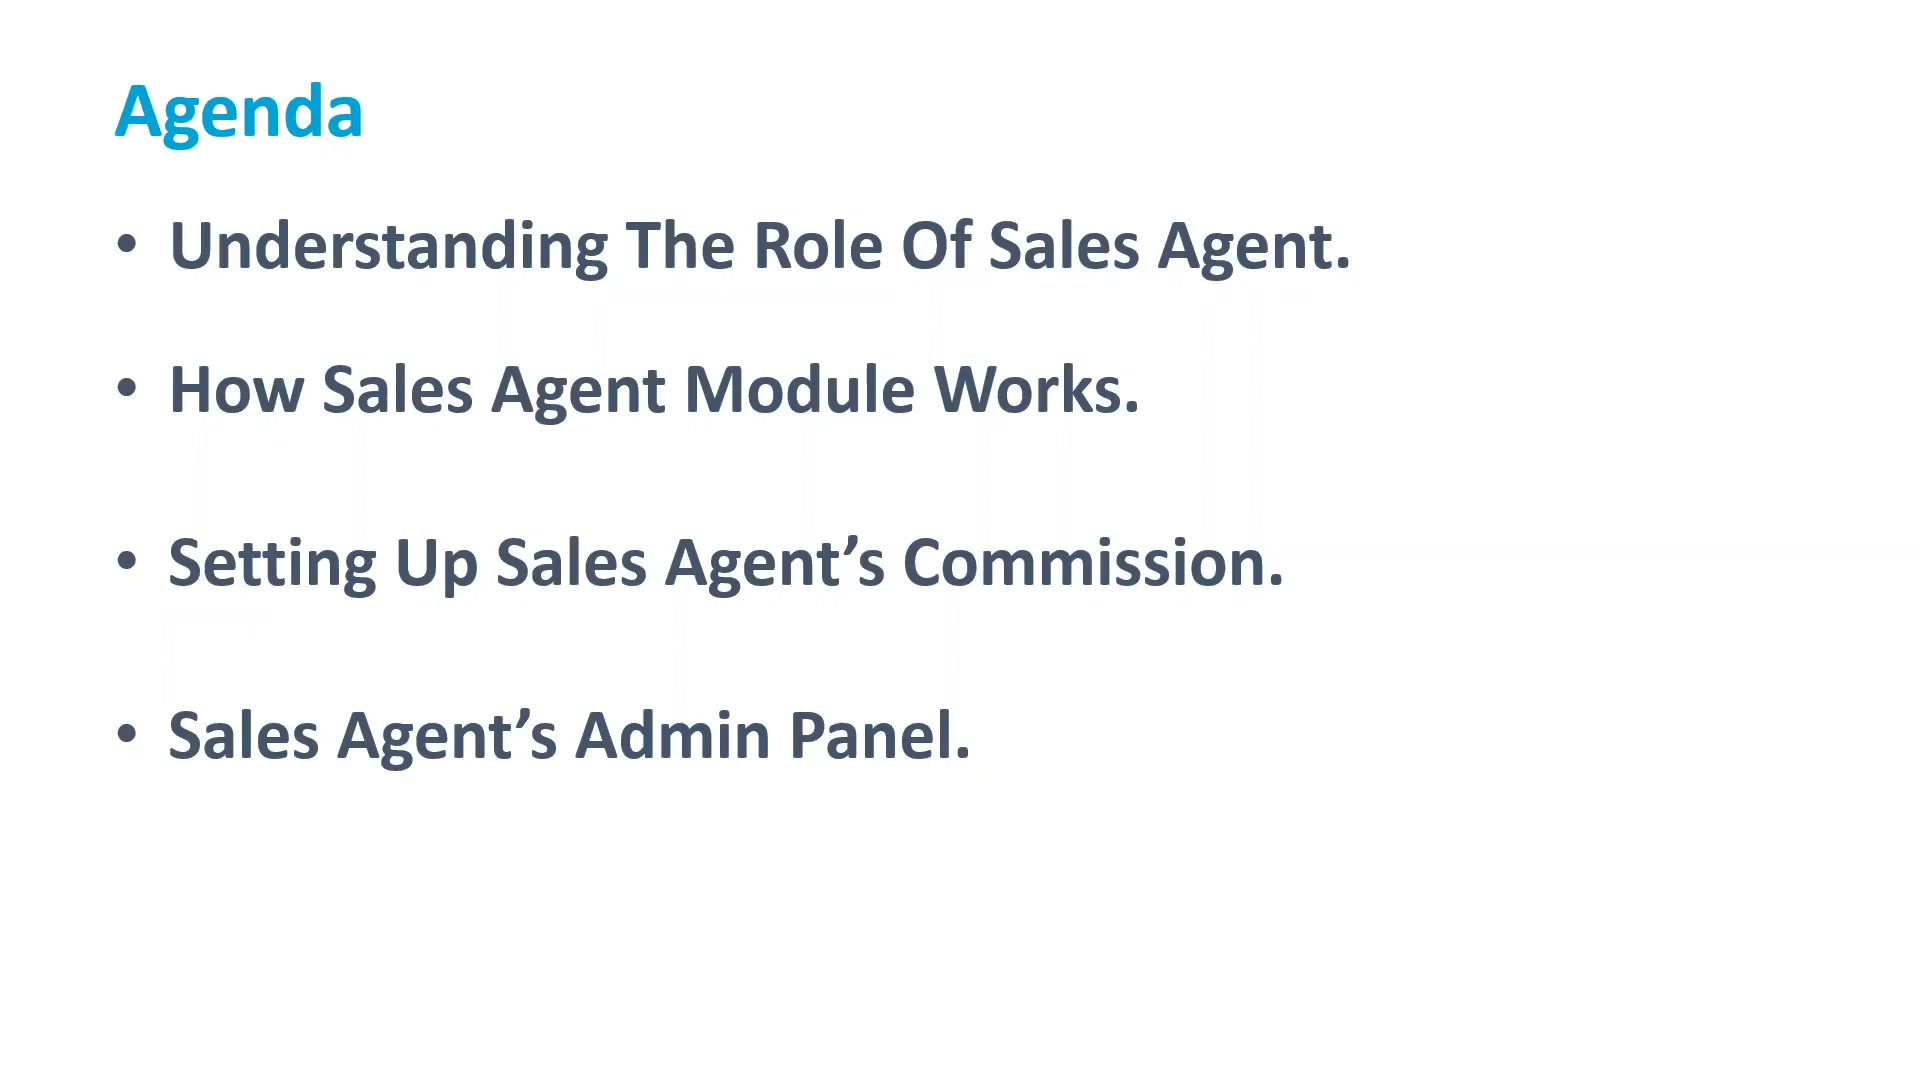 Agenda
• Understanding The Role Of Sales Agent.
• How Sales Agent Module Works.
• Setting Up Sales Agent’s Commission.
• Sales Agent’s Admin Panel.